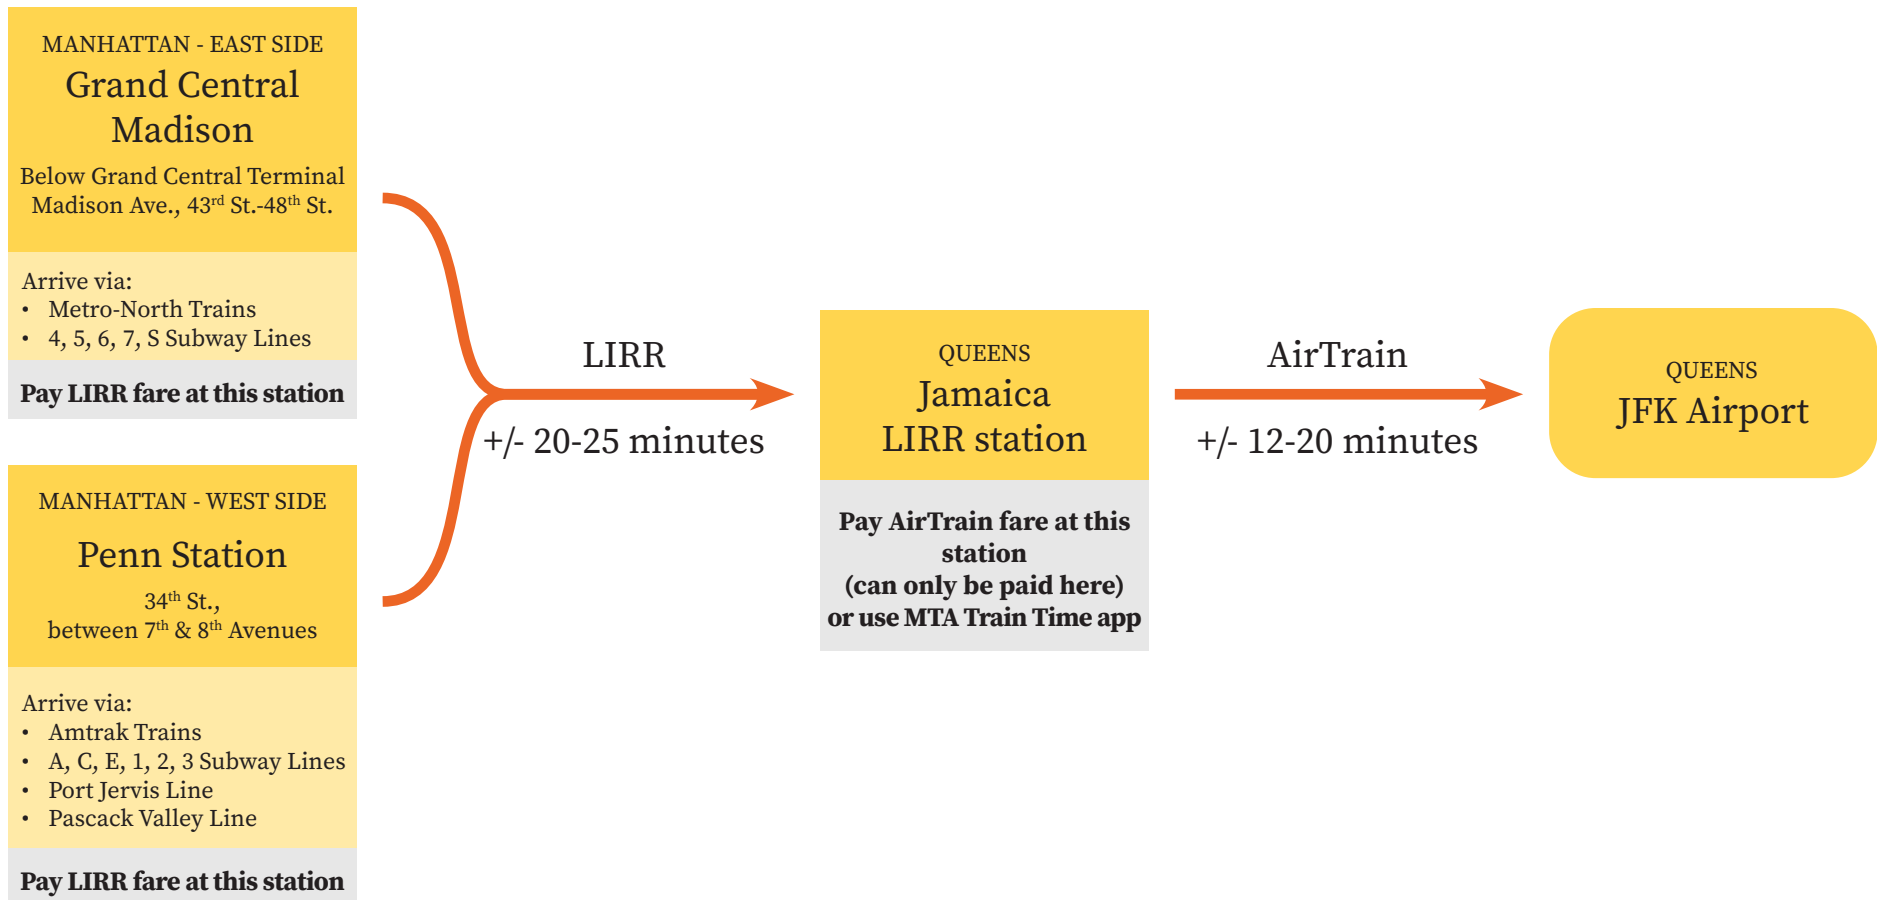 MANHATTAN - EAST SIDE
Grand Central
Madison
Below Grand Central Terminal
Madison Ave., 43rd St.-48th St.
Arrive via:
• Metro-North Trains
• 4, 5, 6, 7, S Subway Lines
Pay LIRR fare at this station
MANHATTAN - WEST SIDE
Penn Station
34th St.,
between 7th & 8th Avenues
Arrive via:
• Amtrak Trains
• A, C, E, 1, 2, 3 Subway Lines
• Port Jervis Line
• Pascack Valley Line
Pay LIRR fare at this station
LIRR
+/- 20-25 minutes
QUEENS
Jamaica
LIRR station
Pay AirTrain fare at this
station
(can only be paid here)
or use MTA Train Time app
AirTrain
+/- 12-20 minutes
QUEENS
JFK Airport